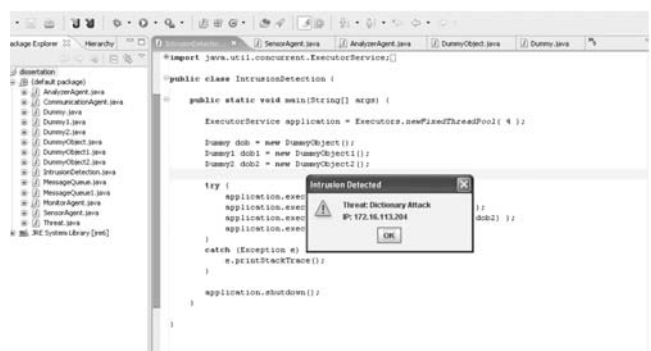 ackage Explorer
Hierarchy
SensorAgent.java
AnalyzerAgent.java
DummyObject.java
Dummy.java
dissertation
(default package)
AnalyzerAgent.java
CommunicationAgent.java
Dummy.java
Dummy1.java
Dummy2.java
DummyObject.java
DummyObject1.java
DummyObject2.java
IntrusionDetection.java
MessageQueue.java
MessageQueue1.java
MonitorAgent.java
SensorAgent.java
Threat.java
JRE System Library [jre6]
import java.util.concurrent.ExecutorService;
public class IntrusionDetection {
public static void main(String[] args) {
ExecutorService application = Executors.newFixedThreadPool( 4 );
Dummy dob = new DummyObject();
Dummy1 dob1 = new DummyObject1();
Dummy2 dob2 = new DummyObject2();
try {
application.exec
application.exec );
application.exec dob2) );
}
catch (Exception e)
e.printStackTrace();
}
application.shutdown();
}
}
Intrusion Detected
Threat: Dictionary Attack
IP: 172.16.113.204
OK